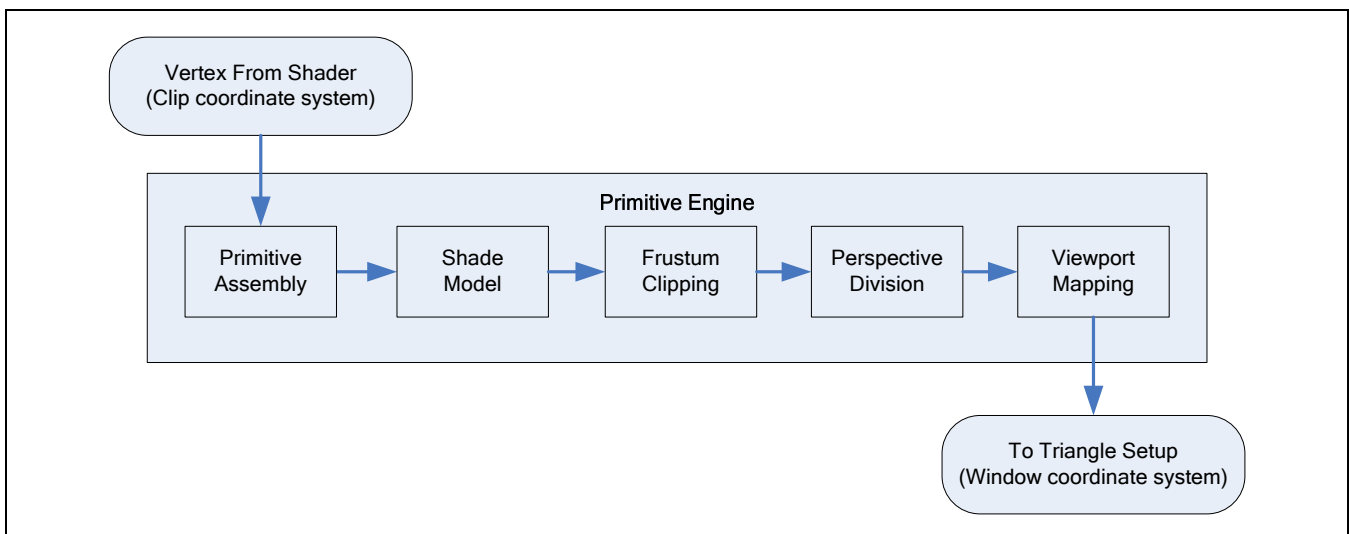 Vertex From Shader
(Clip coordinate system)
Primitive Engine
Primitive
Assembly
Shade
Model
Frustum
Clipping
Perspective
Division
Viewport
Mapping
To Triangle Setup
(Window coordinate system)